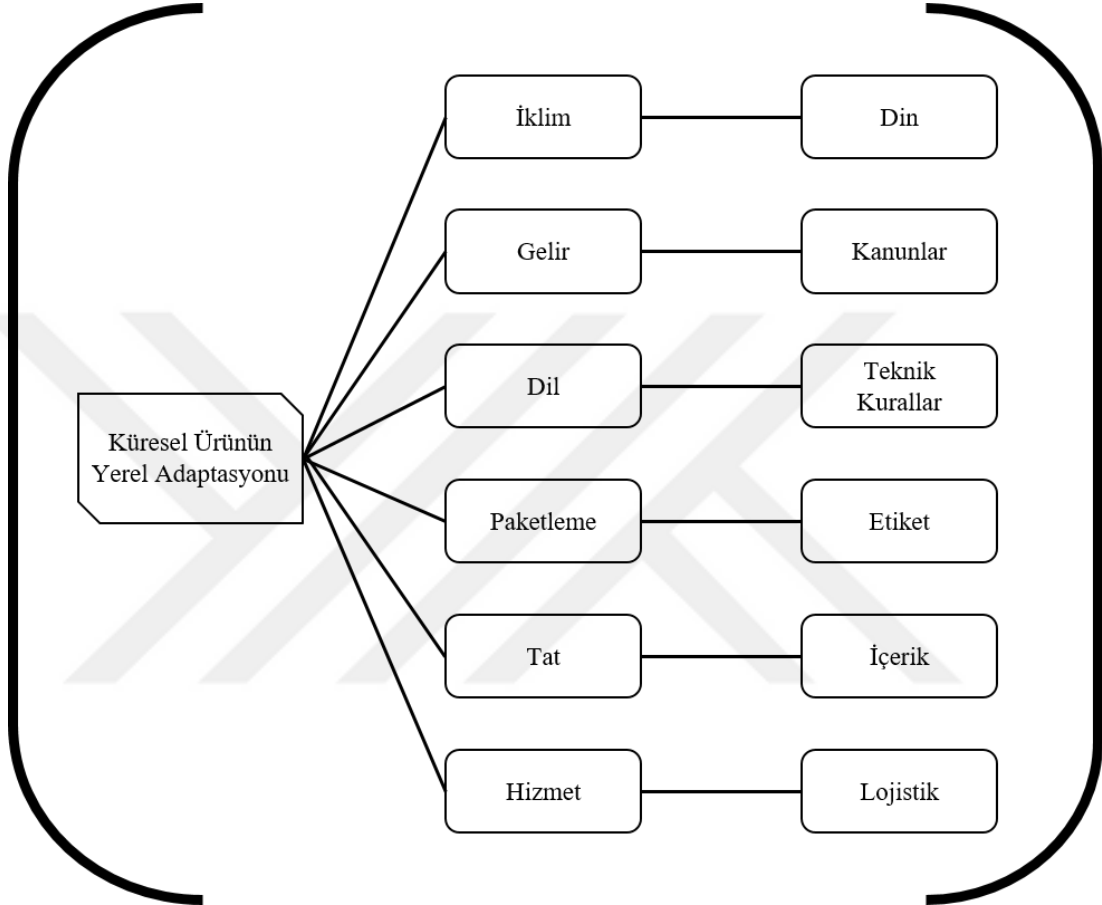 İklim
Din
Gelir
Kanunlar
Dil
Teknik
Kurallar
Küresel Ürünün
Yerel Adaptasyonu
Paketleme
Etiket
Tat
İçerik
Hizmet
Lojistik